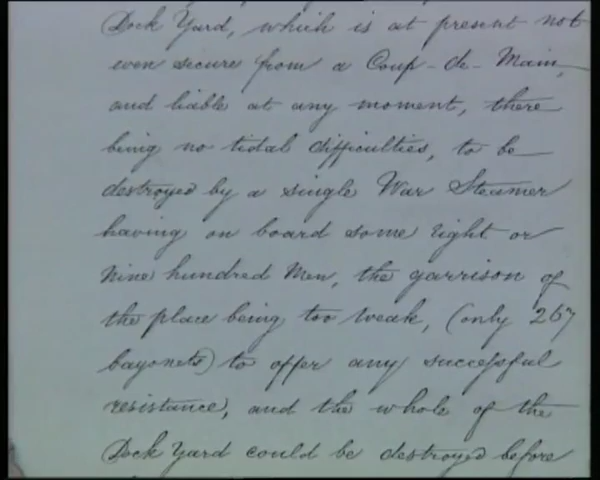 Dock Yard, which is at present not
even secure from a Coup-de-Main,
and liable at any moment, there
being no tidal difficulties, to be
destroyed by a single War Steamer
having on board some eight or
Nine hundred Men, the garrison of
the place being too weak, (only 267
bayonets) to offer any successful
resistance, and the whole of the
Dock Yard could be destroyed before